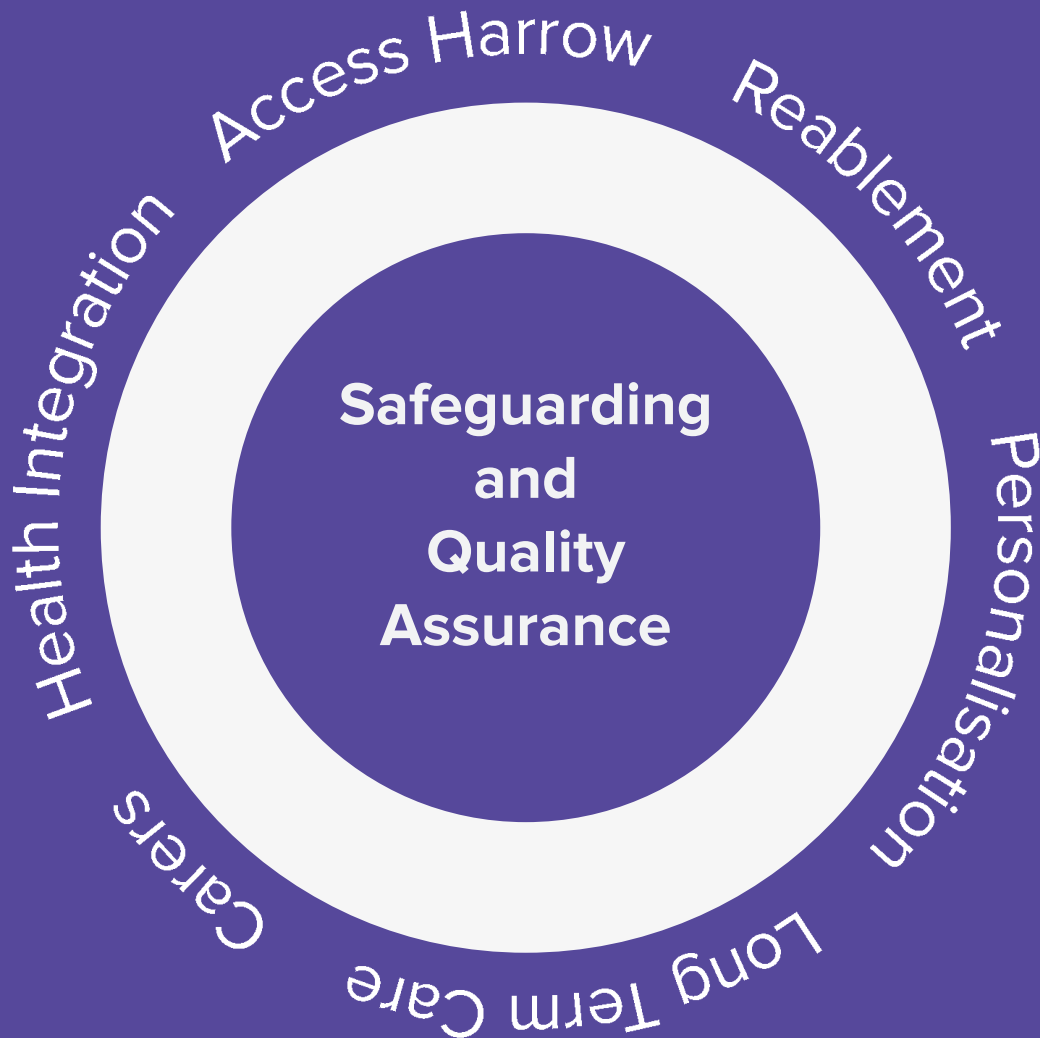 Access Harrow
Reablement
Personalisation
Long Term Care
Carers
Health Integration
Safeguarding
and
Quality
Assurance